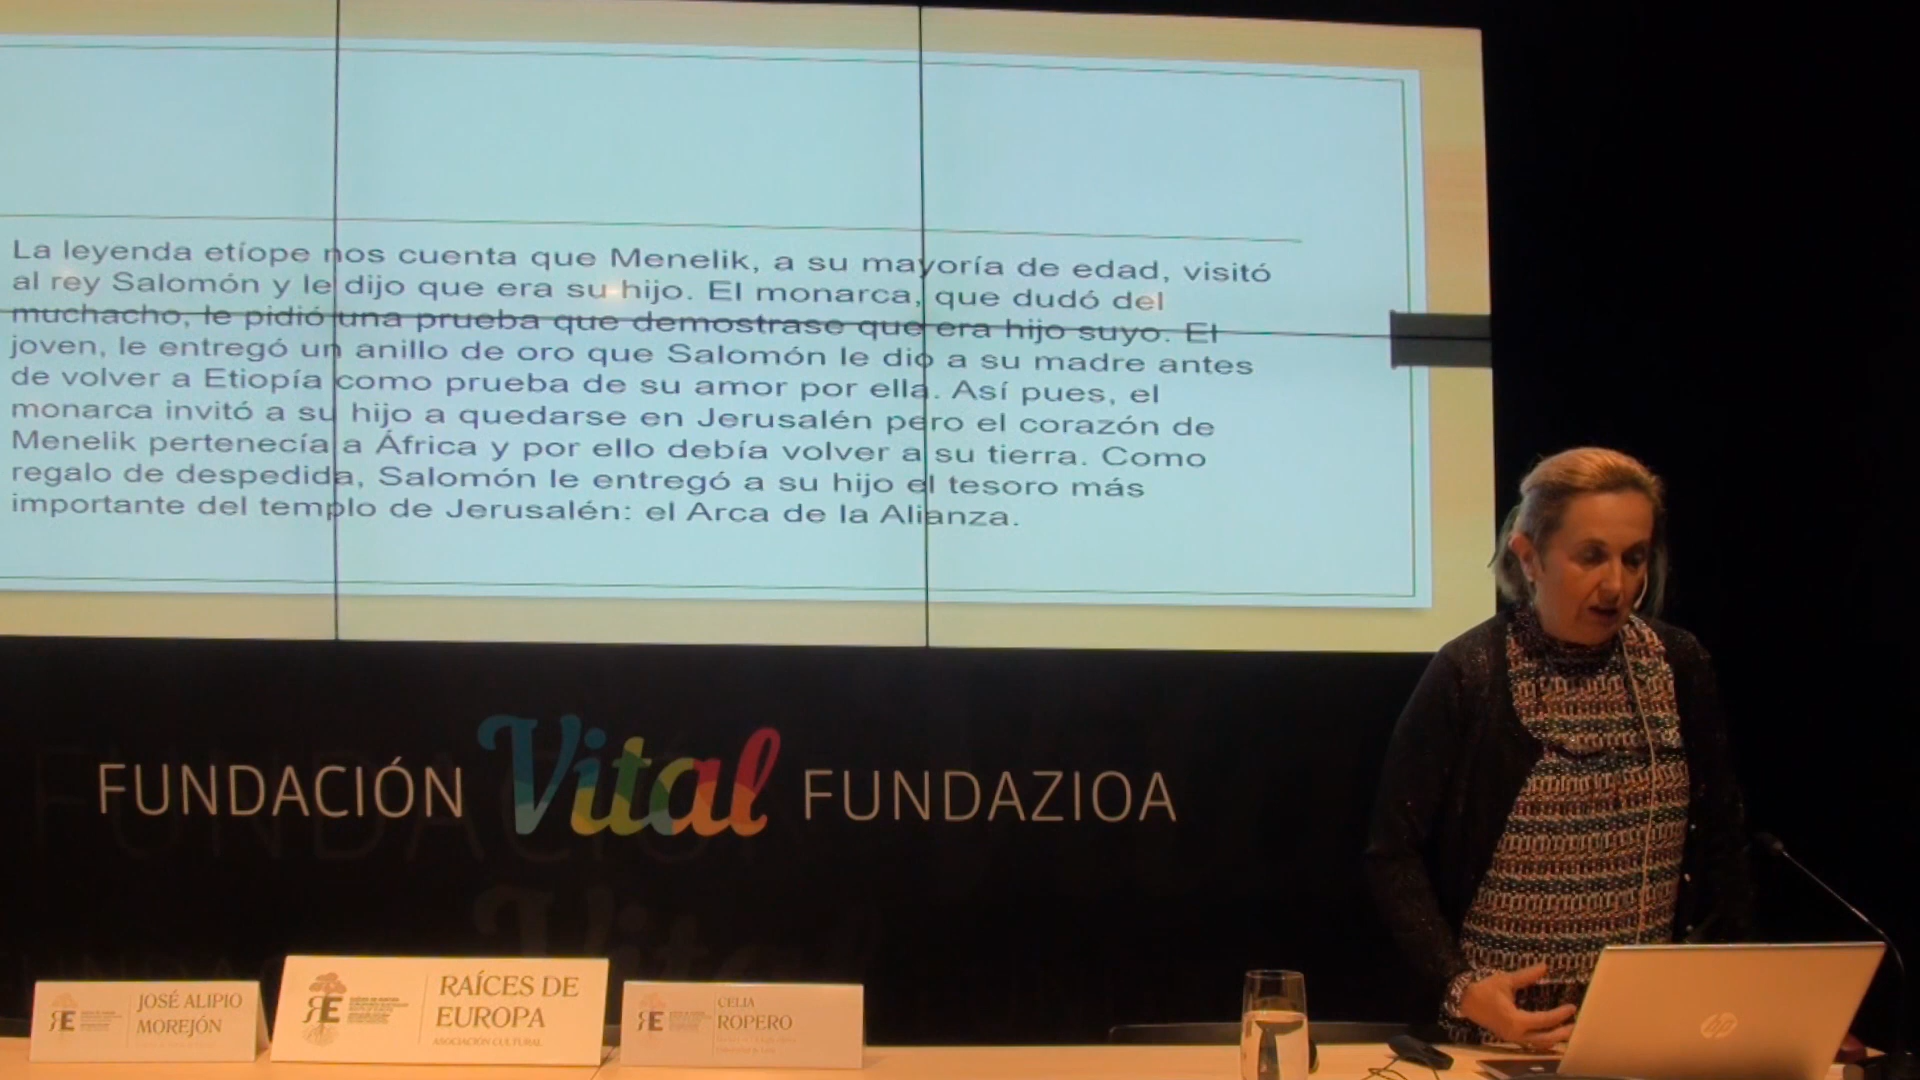 La leyenda etíope nos cuenta que Menelik, a su mayoría de edad, visitó
al rey Salomón y le dijo que era su hijo. El monarca, que dudó del
muchacho, le pidió una prueba que demostrase que era hijo suyo. El
joven, le entregó un anillo de oro que Salomón le dio a su madre antes
de volver a Etiopía como prueba de su amor por ella. Así pues, el
monarca invitó a su hijo a quedarse en Jerusalén pero el corazón de
Menelik pertenecía a África y por ello debía volver a su tierra. Como
regalo de despedida, Salomón le entregó a su hijo el tesoro más
importante del templo de Jerusalén: el Arca de la Alianza.
FUNDACIÓN Vital FUNDAZIOA
RE
JOSÉ ALIPIO
MOREJÓN
RE
RAÍCES DE
EUROPA
ASOCIACIÓN CULTURAL
RE
CELIA
ROPERO
hp